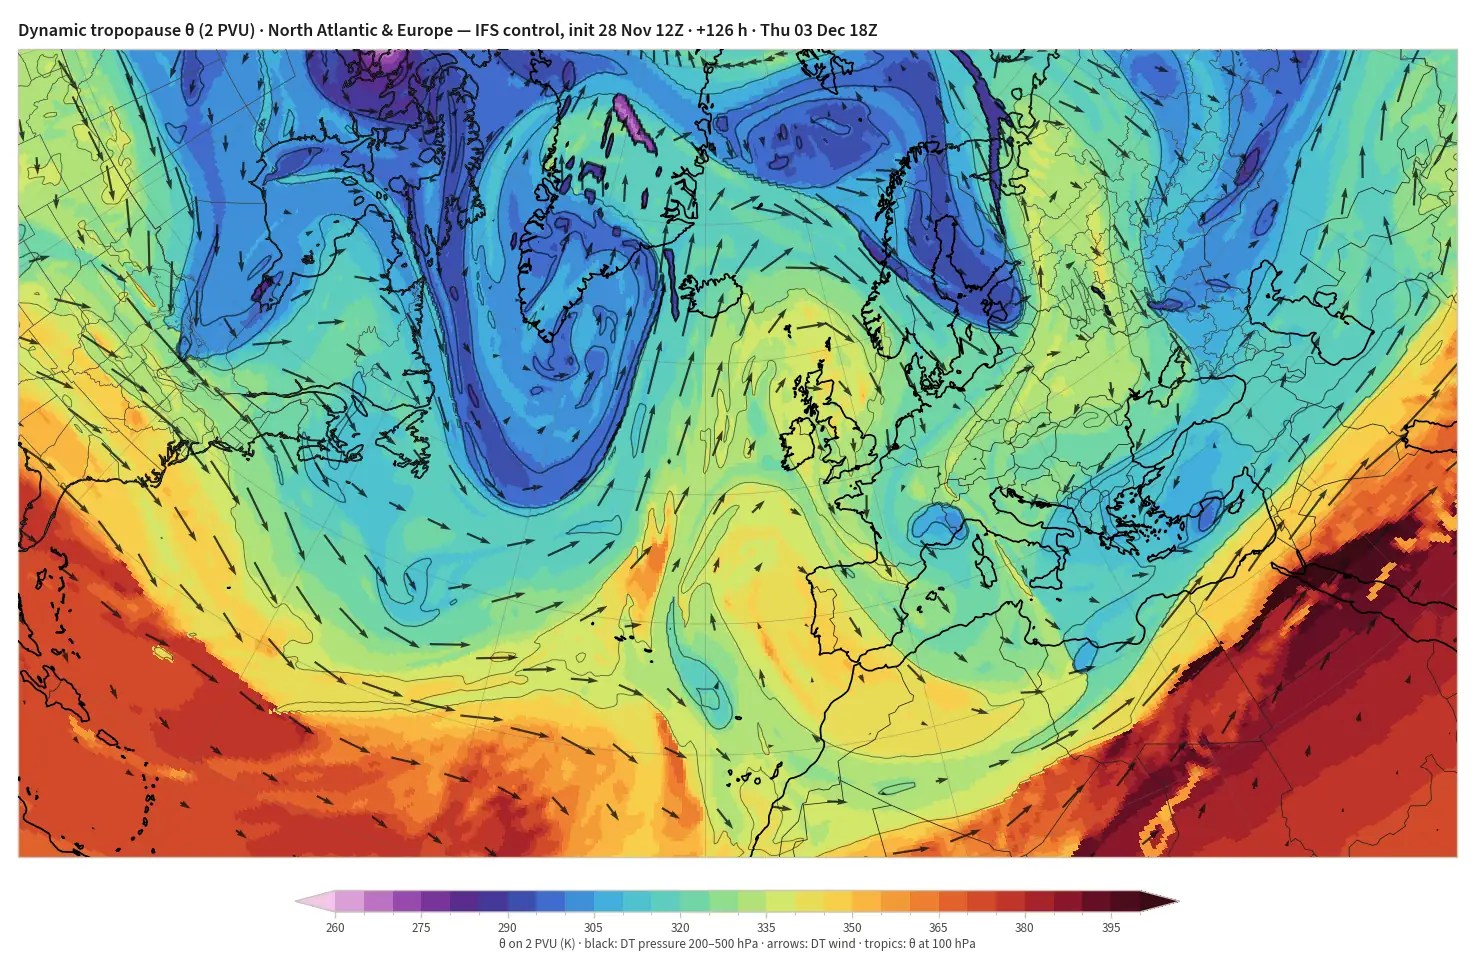 Dynamic tropopause θ (2 PVU) · North Atlantic & Europe — IFS control, init 28 Nov 12Z · +126 h · Thu 03 Dec 18Z
260 275 290 305 320 335 350 365 380 395
θ on 2 PVU (K) · black: DT pressure 200–500 hPa · arrows: DT wind · tropics: θ at 100 hPa